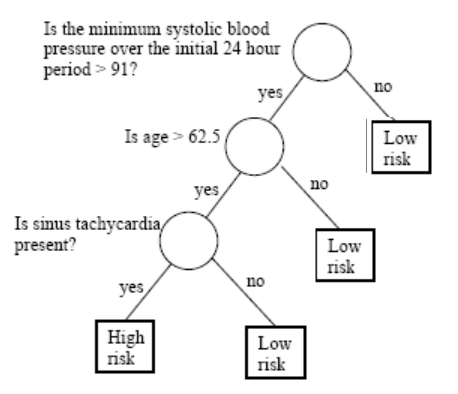 Is the minimum systolic blood
pressure over the initial 24 hour
period > 91?
yes
no
Is age > 62.5
Low
risk
yes
no
Is sinus tachycardia
present?
Low
risk
yes
no
High
risk
Low
risk